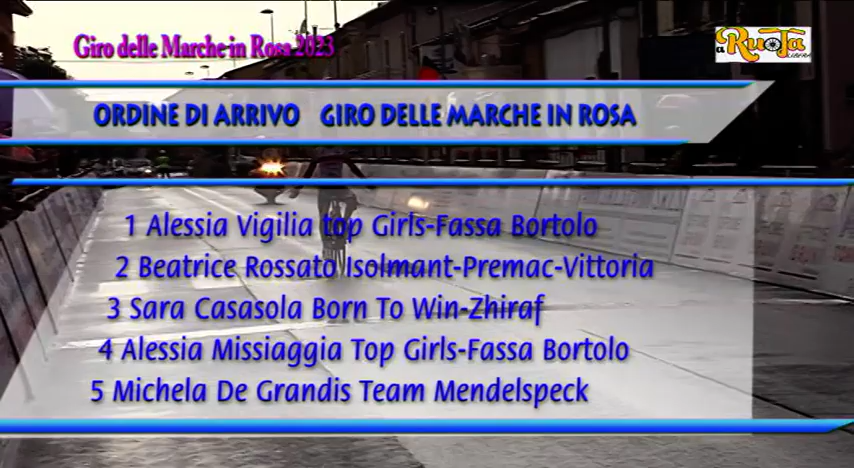 Giro delle Marche in Rosa 2023
a RuoTa
LIBERA
ORDINE DI ARRIVO GIRO DELLE MARCHE IN ROSA
1 Alessia Vigilia top Girls-Fassa Bortolo
2 Beatrice Rossato Isolmant-Premac-Vittoria
3 Sara Casasola Born To Win-Zhiraf
4 Alessia Missiaggia Top Girls-Fassa Bortolo
5 Michela De Grandis Team Mendelspeck